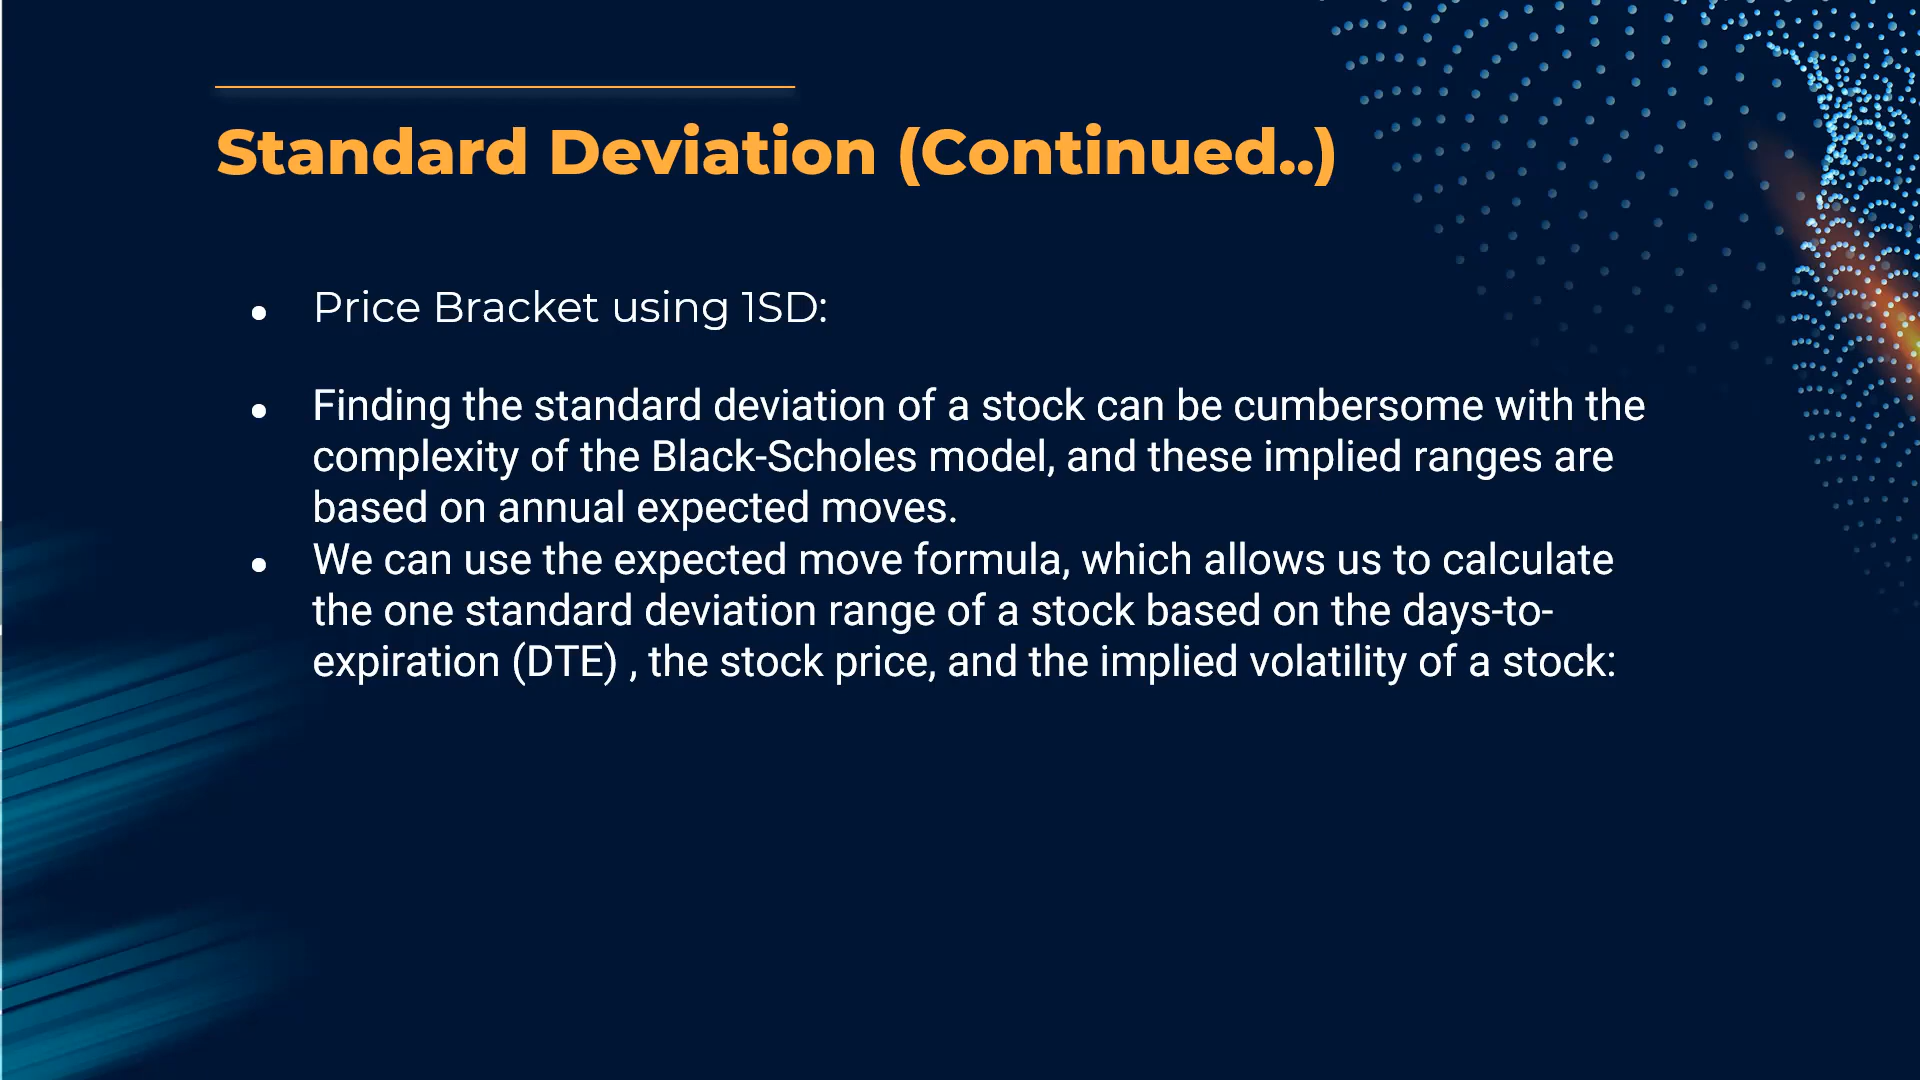 Standard Deviation (Continued..)
• Price Bracket using 1SD:
• Finding the standard deviation of a stock can be cumbersome with the
complexity of the Black-Scholes model, and these implied ranges are
based on annual expected moves.
• We can use the expected move formula, which allows us to calculate
the one standard deviation range of a stock based on the days-to-
expiration (DTE) , the stock price, and the implied volatility of a stock: